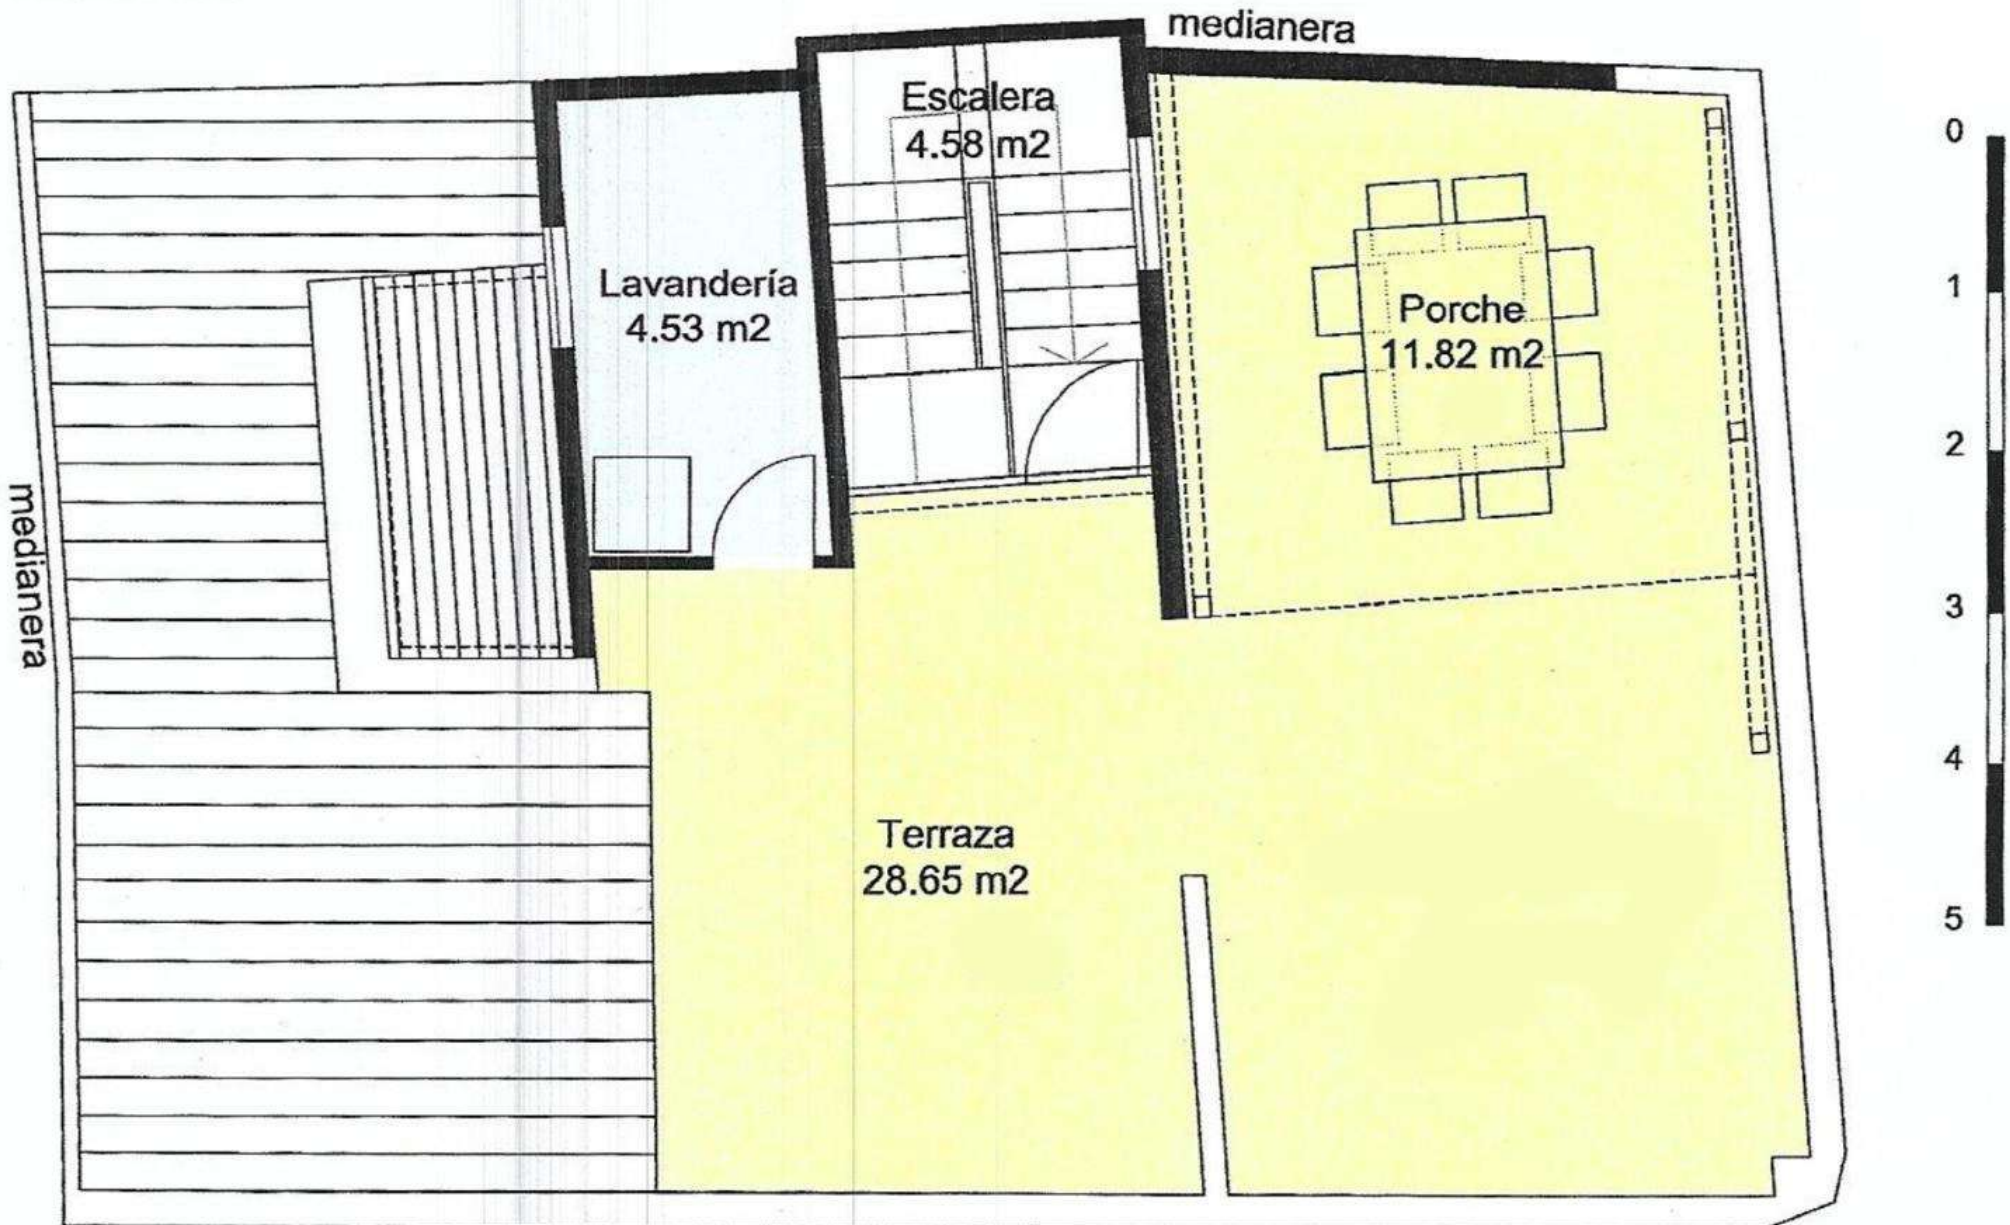 medianera
Escalera
4.58 m2
Lavandería
4.53 m2
Porche
11.82 m2
medianera
Terraza
28.65 m2
0
1
2
3
4
5